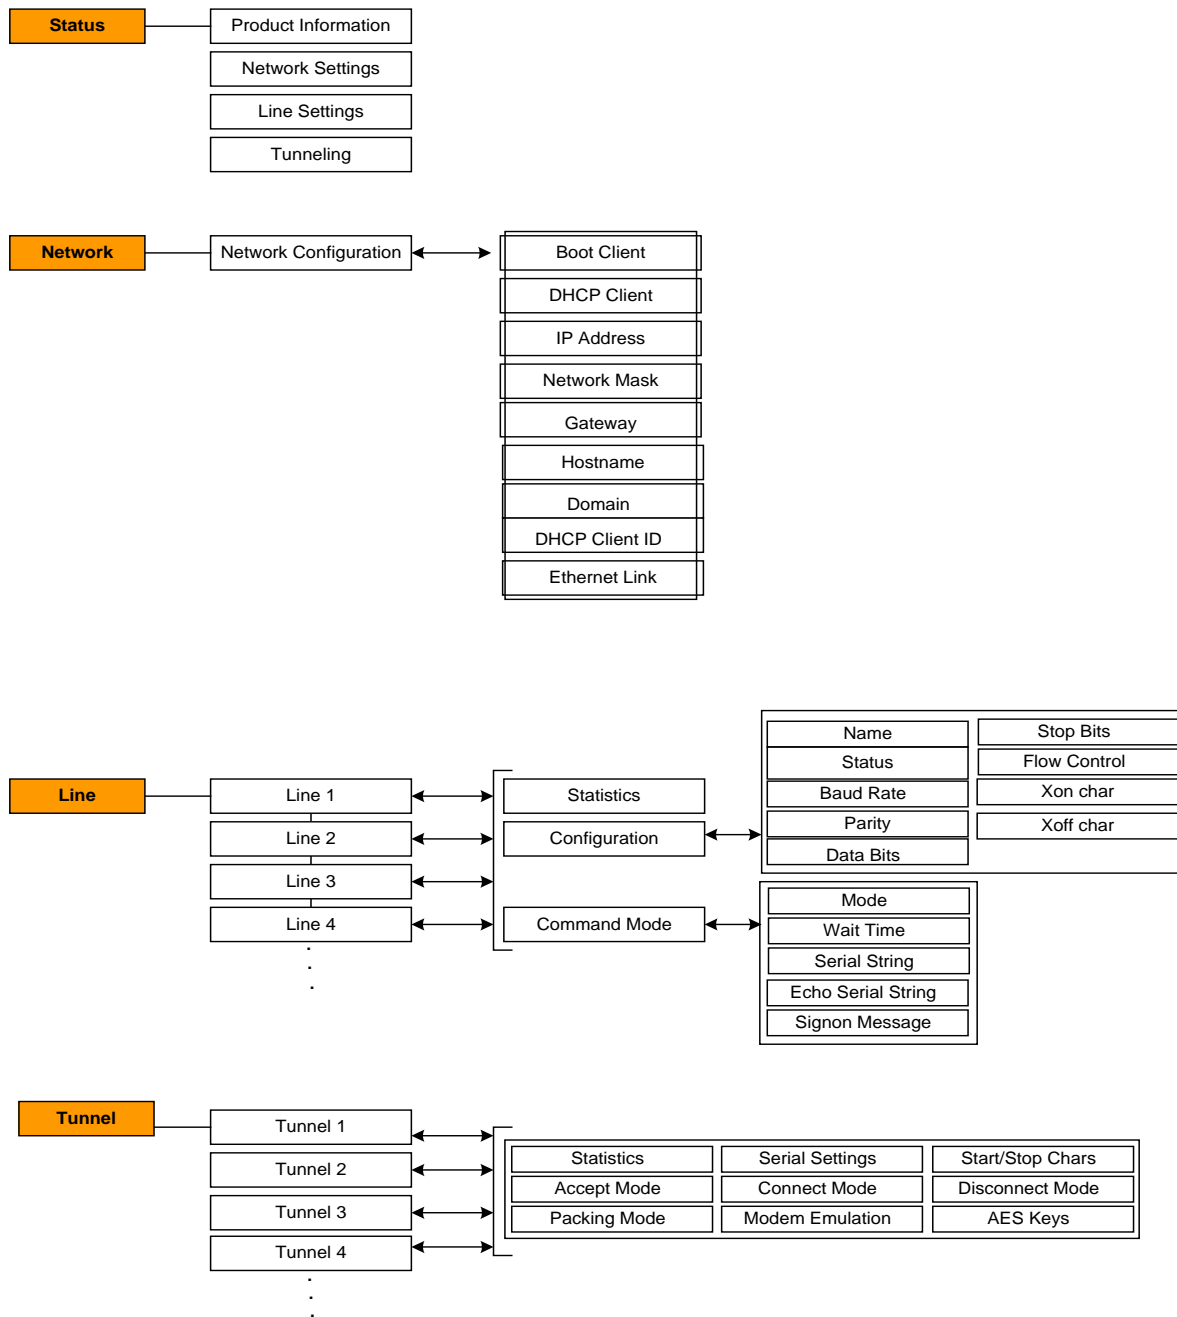 Status
Product Information
Network Settings
Line Settings
Tunneling
Network
Network Configuration
Boot Client
DHCP Client
IP Address
Network Mask
Gateway
Hostname
Domain
DHCP Client ID
Ethernet Link
Line
Line 1
Line 2
Line 3
Line 4
.
.
.
Statistics
Configuration
Command Mode
Name
Status
Baud Rate
Parity
Data Bits
Stop Bits
Flow Control
Xon char
Xoff char
Mode
Wait Time
Serial String
Echo Serial String
Signon Message
Tunnel
Tunnel 1
Tunnel 2
Tunnel 3
Tunnel 4
.
.
.
Statistics
Serial Settings
Start/Stop Chars
Accept Mode
Connect Mode
Disconnect Mode
Packing Mode
Modem Emulation
AES Keys